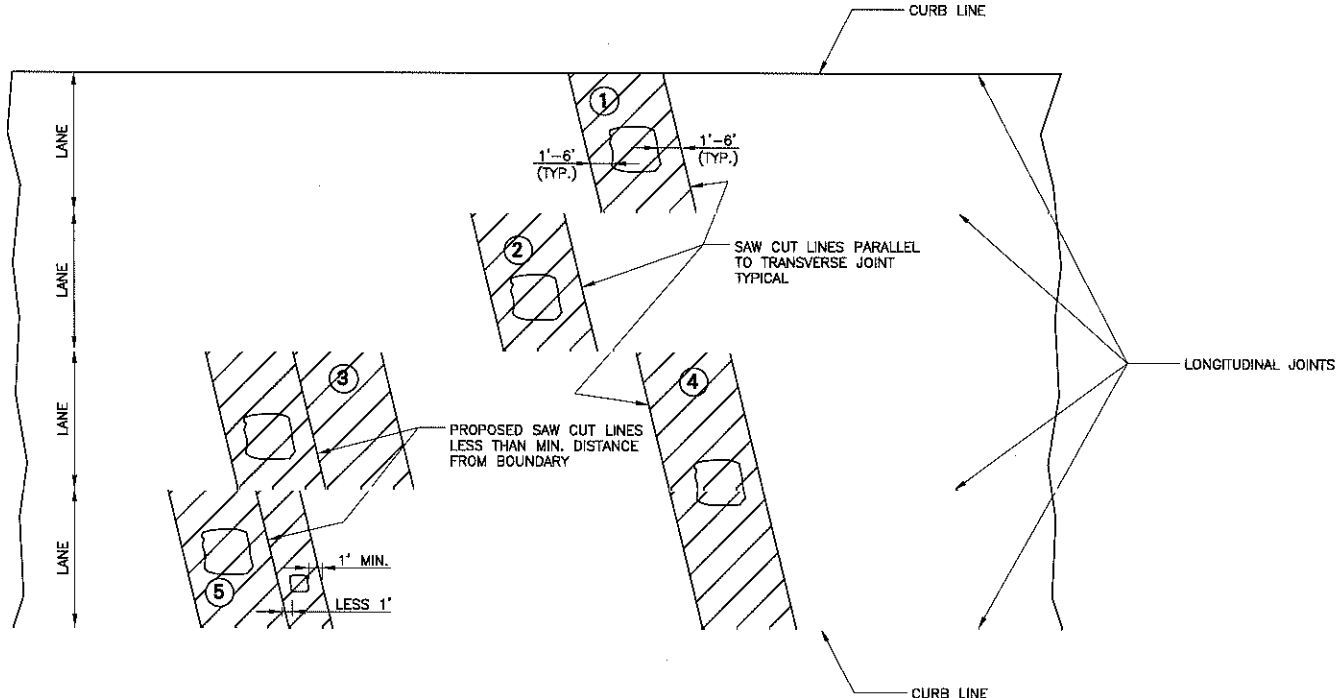 CURB LINE
LANE
1
1'-6'
(TYP.)
1'-6'
(TYP.)
LANE
2
SAW CUT LINES PARALLEL
TO TRANSVERSE JOINT
TYPICAL
LANE
3
4
LONGITUDINAL JOINTS
PROPOSED SAW CUT LINES
LESS THAN MIN. DISTANCE
FROM BOUNDARY
LANE
5
1' MIN.
LESS 1'
CURB LINE